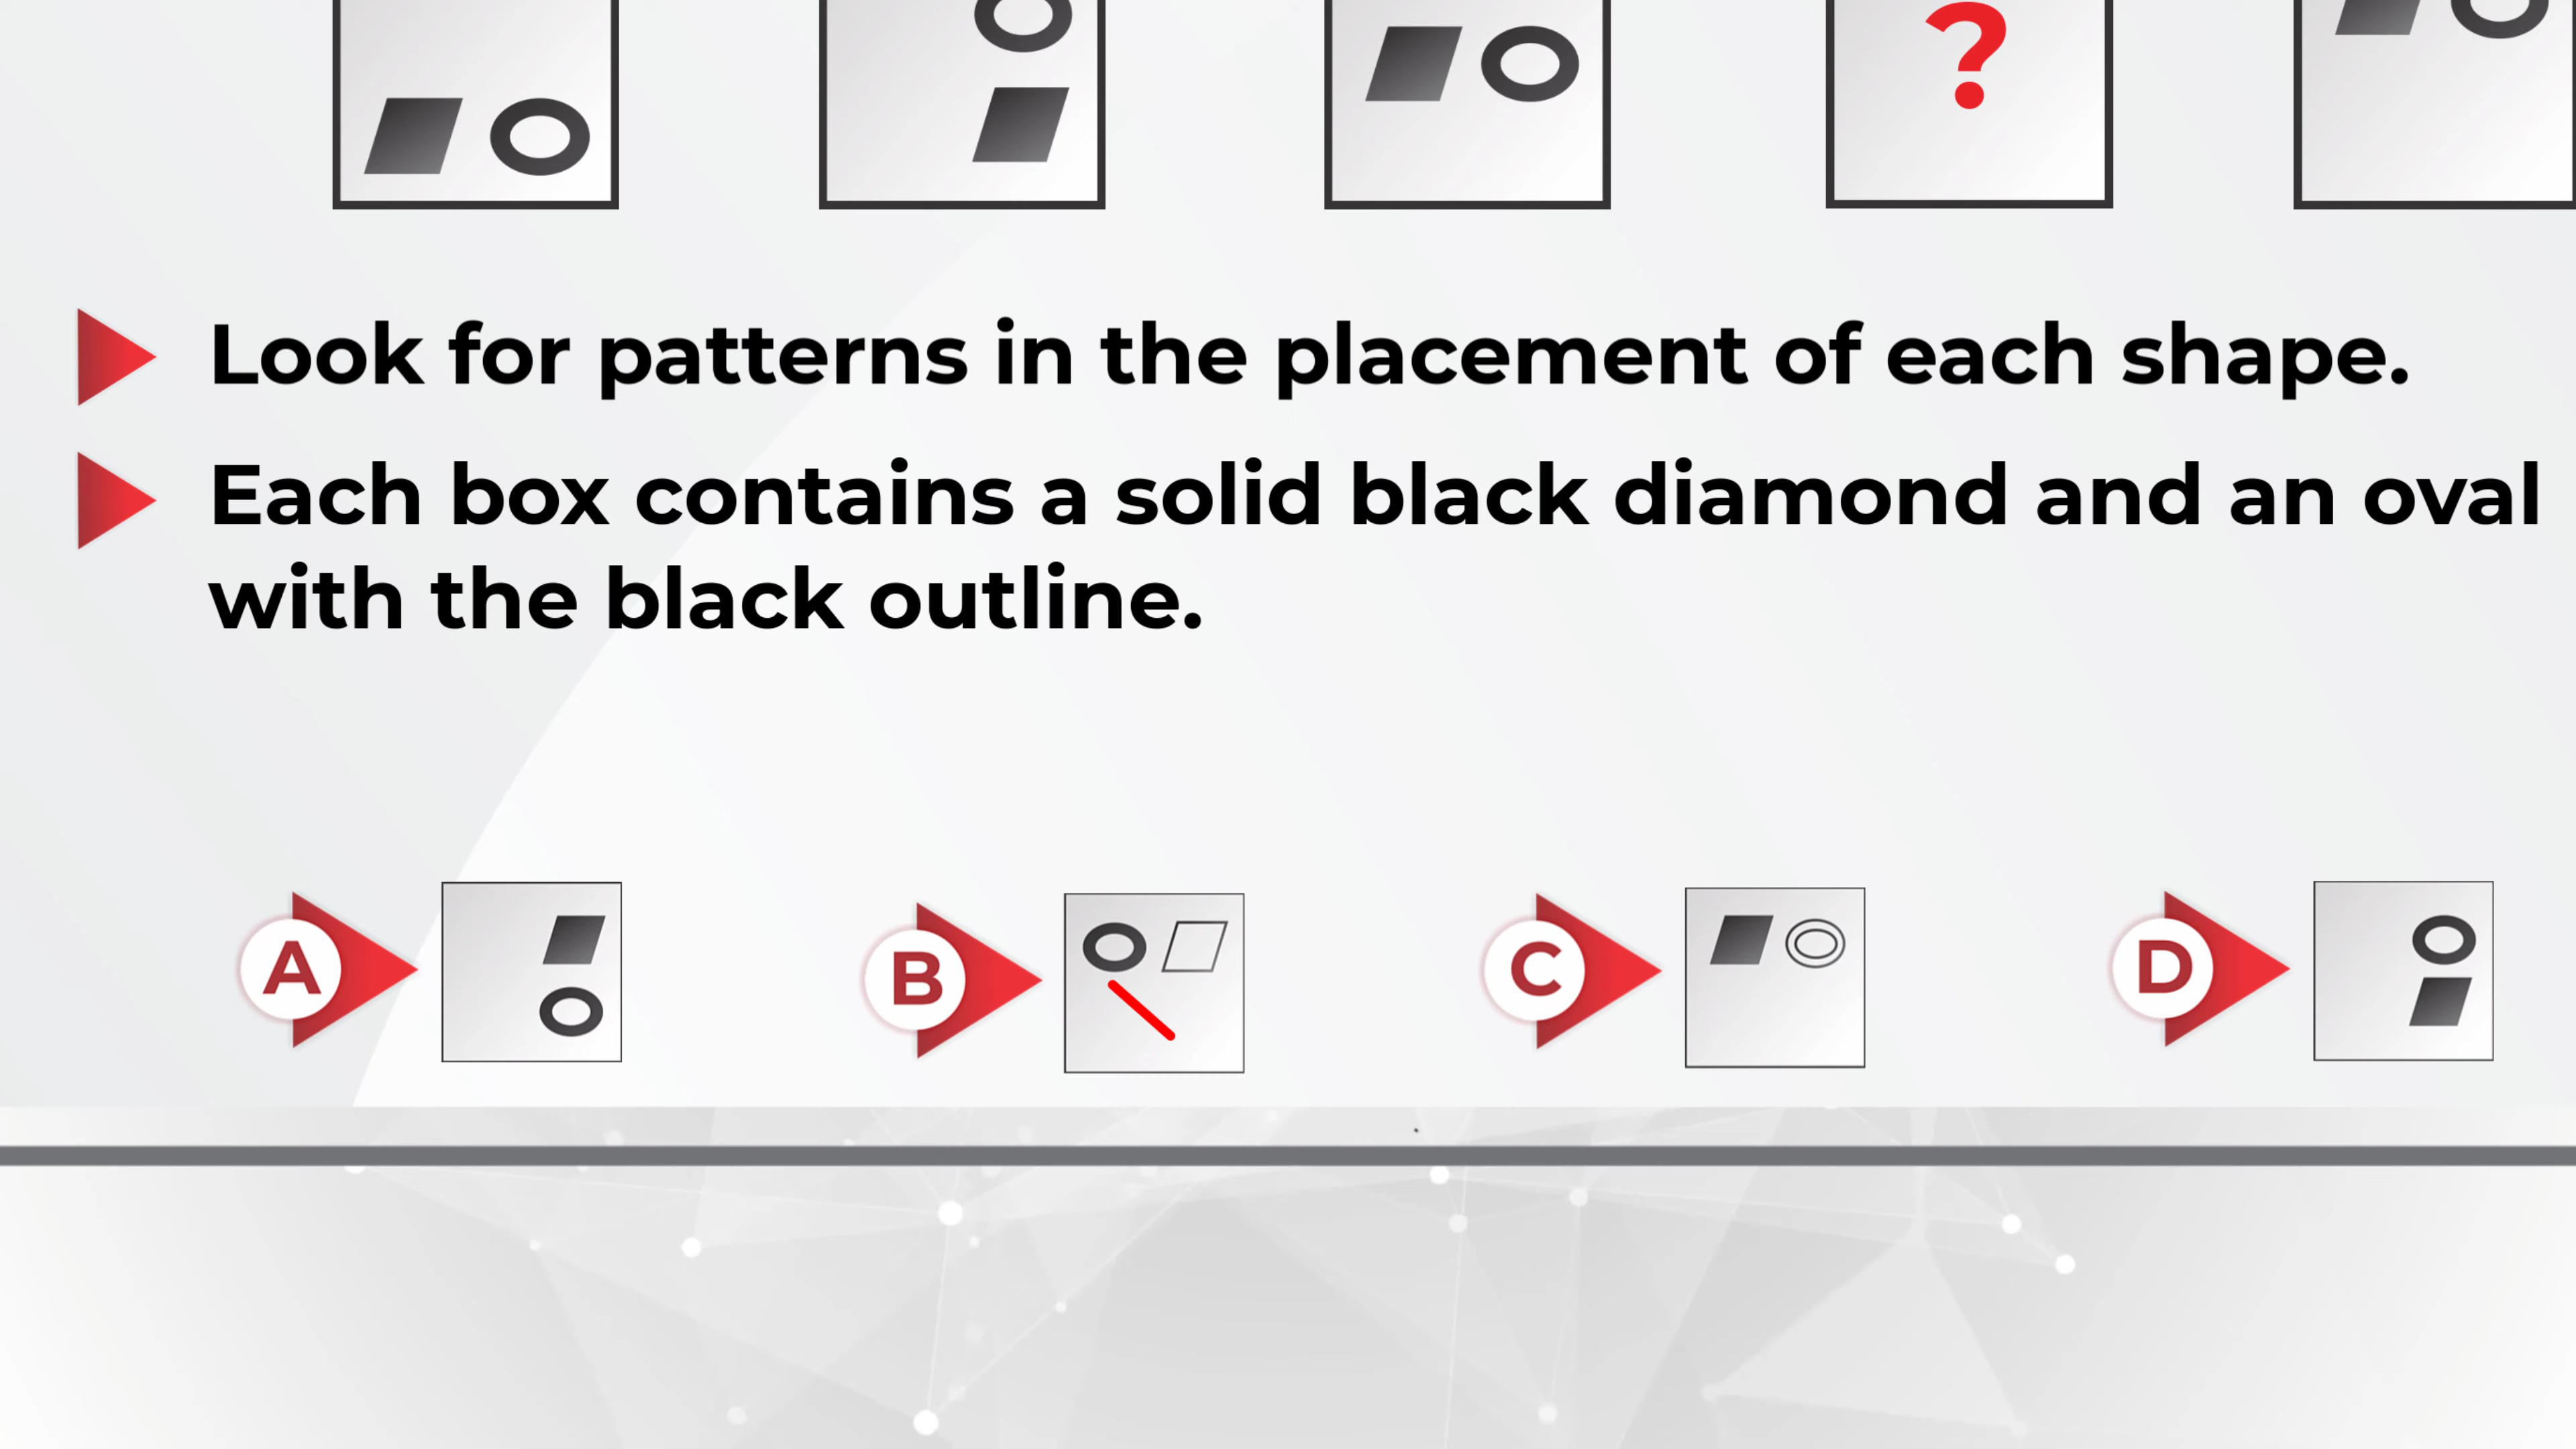 ?
Look for patterns in the placement of each shape.
Each box contains a solid black diamond and an oval
with the black outline.
A B C D